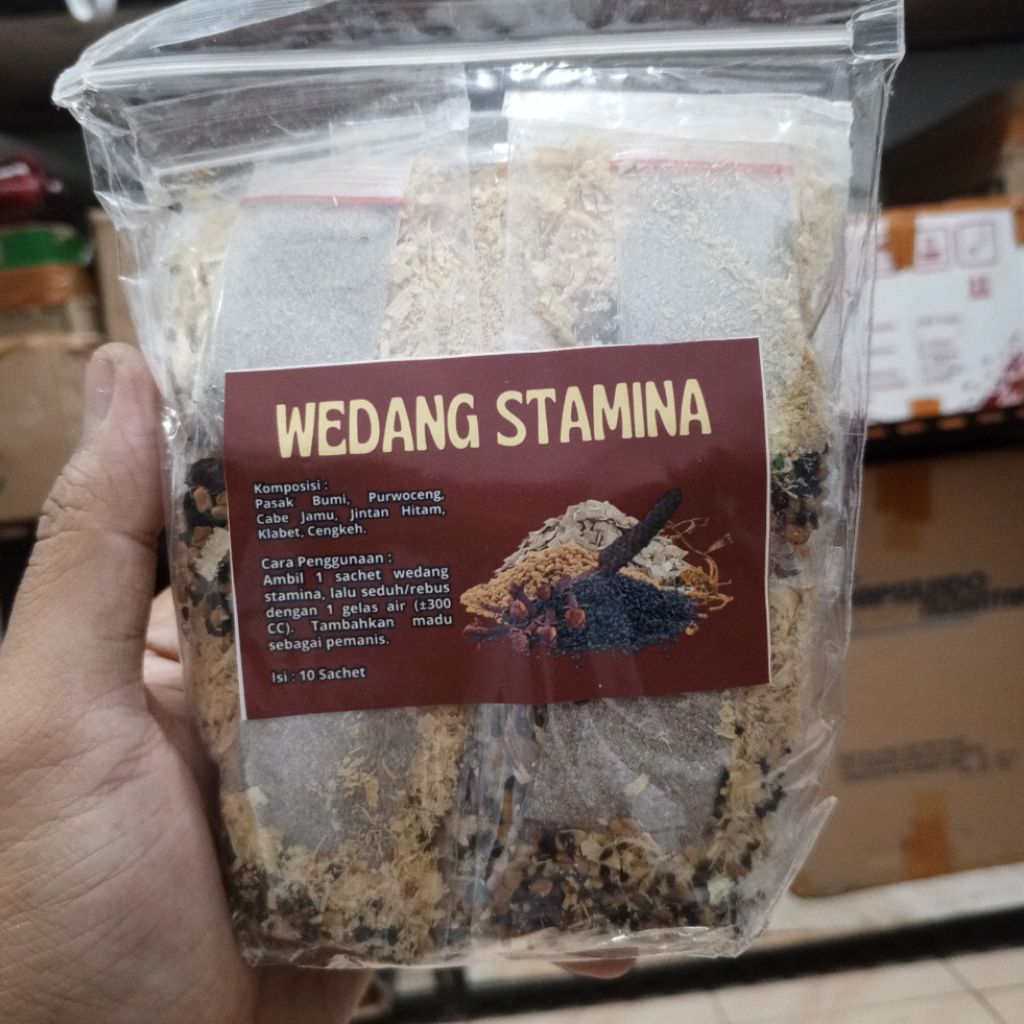 WEDANG STAMINA
Komposisi :
Pasak Bumi, Purwoceng,
Cabe Jamu, Jintan Hitam,
Klabet, Cengkeh.
Cara Penggunaan :
Ambil 1 sachet wedang
stamina, lalu seduh/rebus
dengan 1 gelas air (±300
CC). Tambahkan madu
sebagai pemanis.
Isi : 10 Sachet